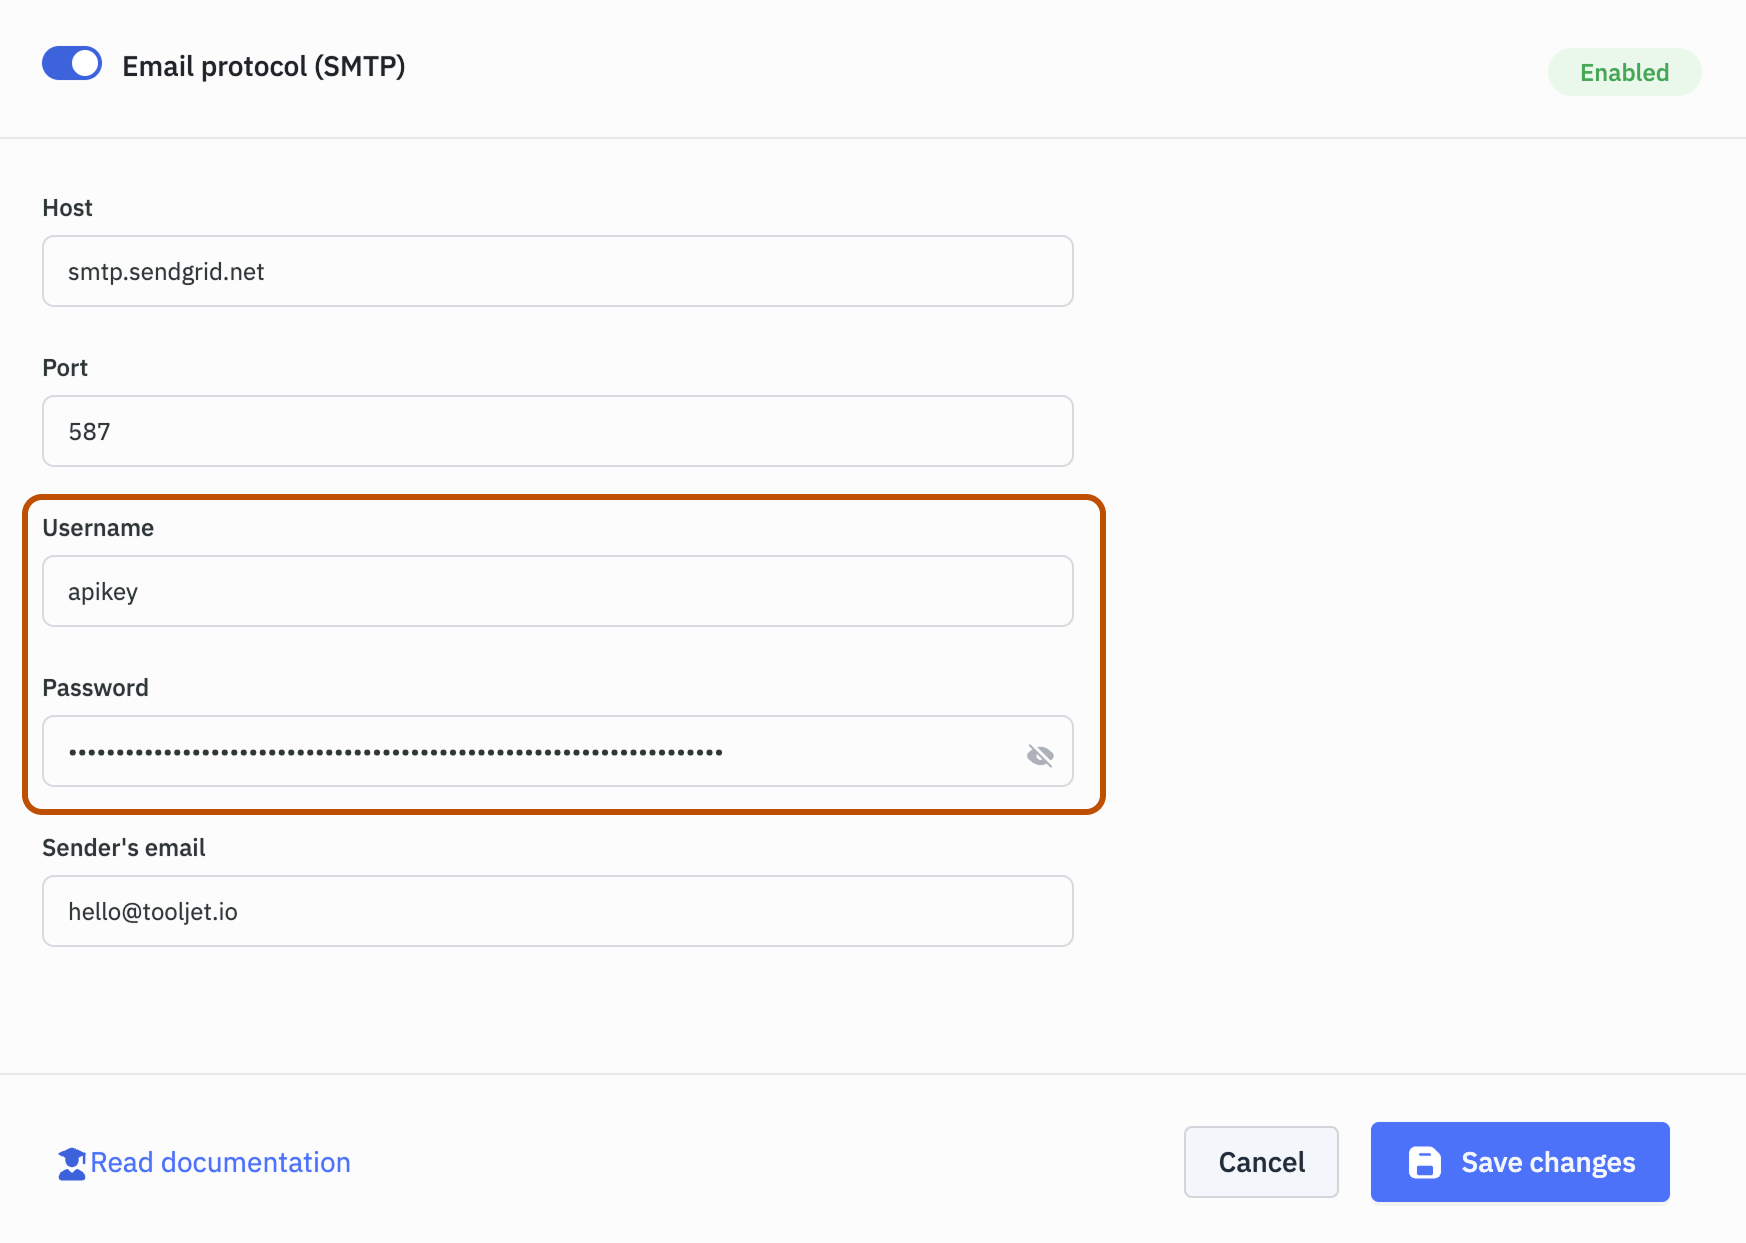 Email protocol (SMTP)
Enabled
Host
smtp.sendgrid.net
Port
587
Username
apikey
Password
Sender's email
hello@tooljet.io
Read documentation
Cancel
Save changes